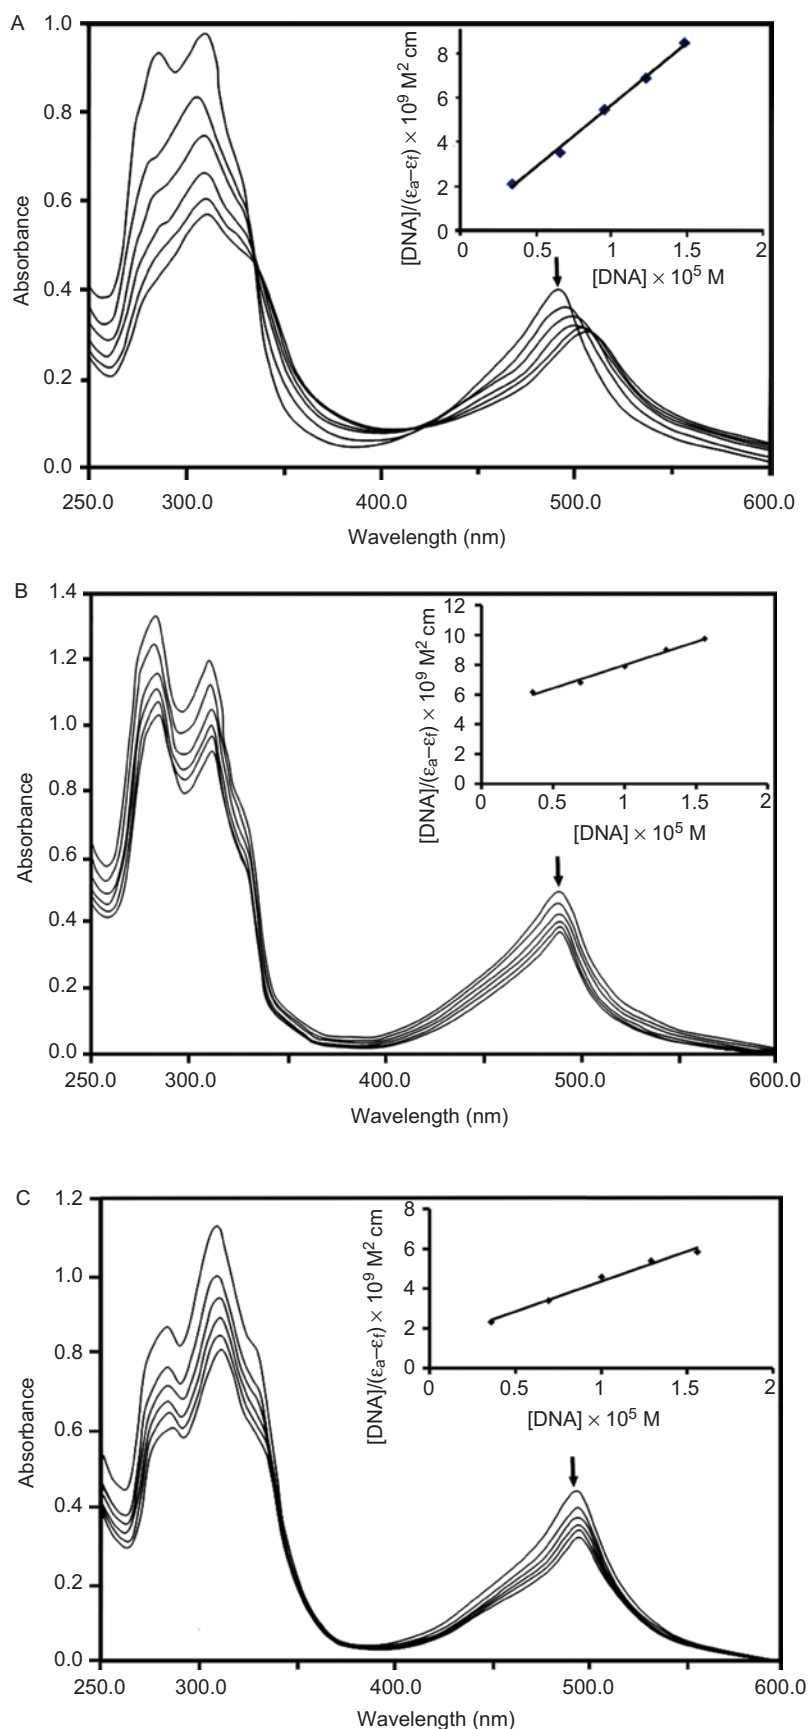 A
1.0
0.8
0.6
0.4
0.2
0.0
Absorbance
250.0 300.0 400.0 500.0 600.0
Wavelength (nm)
[DNA]/(εa–εf) × 10⁹ M² cm
8
6
4
2
0
0 0.5 1 1.5 2
[DNA] × 10⁵ M
B
1.4
1.2
1.0
0.8
0.6
0.4
0.2
0.0
Absorbance
250.0 300.0 400.0 500.0 600.0
Wavelength (nm)
[DNA]/(εa–εf) × 10⁹ M² cm
12
10
8
6
4
2
0
0 0.5 1 1.5 2
[DNA] × 10⁵ M
C
1.2
1.0
0.8
0.6
0.4
0.2
0.0
Absorbance
250.0 300.0 400.0 500.0 600.0
Wavelength (nm)
[DNA]/(εa–εf) × 10⁹ M² cm
8
6
4
2
0
0 0.5 1 1.5 2
[DNA] × 10⁵ M